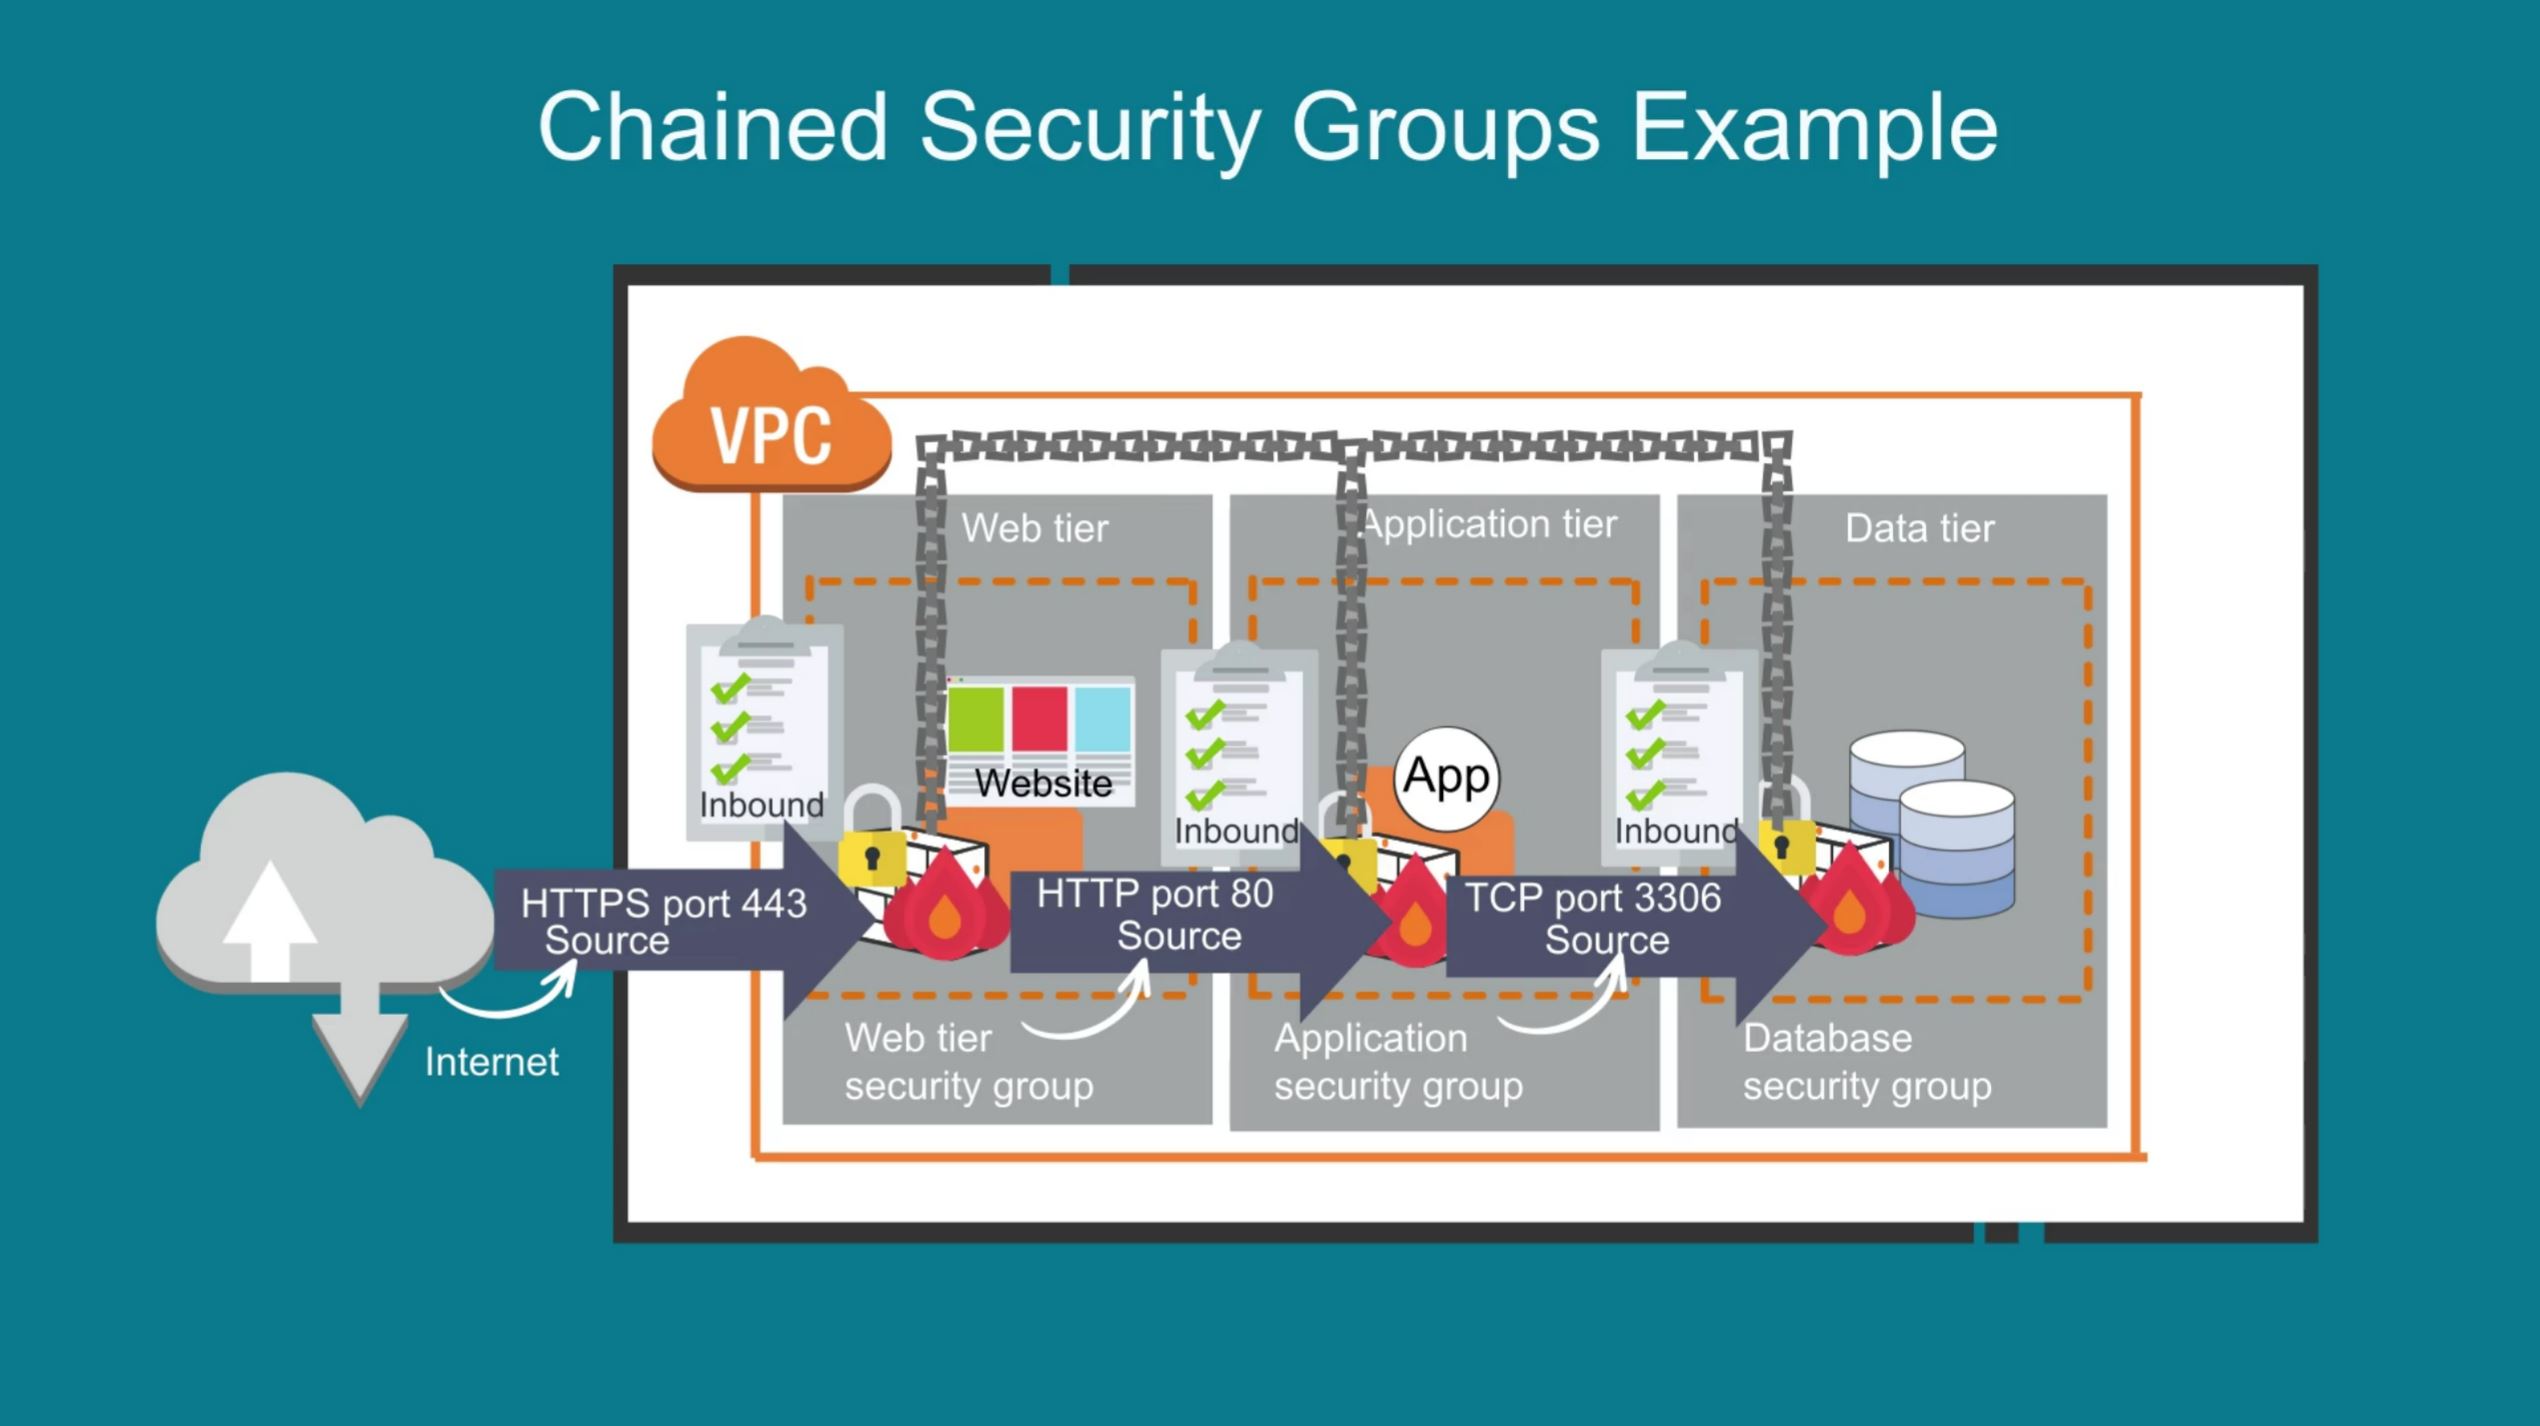 Chained Security Groups Example
VPC
Web tier
Application tier
Data tier
Inbound
Website
Inbound
App
Inbound
HTTPS port 443
Source
HTTP port 80
Source
TCP port 3306
Source
Internet
Web tier
security group
Application
security group
Database
security group